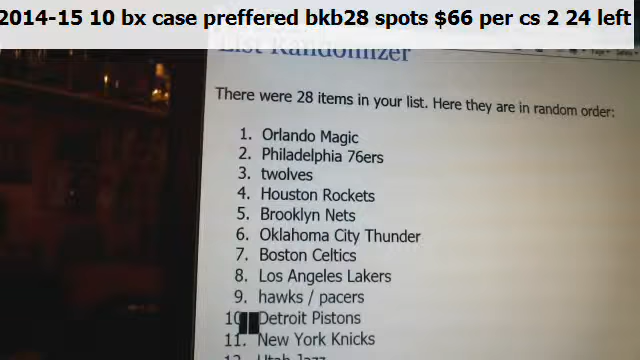 2014-15 10 bx case preffered bkb28 spots $66 per cs 2 24 left
List Randomizer
There were 28 items in your list. Here they are in random order:
1. Orlando Magic
2. Philadelphia 76ers
3. twolves
4. Houston Rockets
5. Brooklyn Nets
6. Oklahoma City Thunder
7. Boston Celtics
8. Los Angeles Lakers
9. hawks / pacers
10. Detroit Pistons
11. New York Knicks
12. Utah Jazz